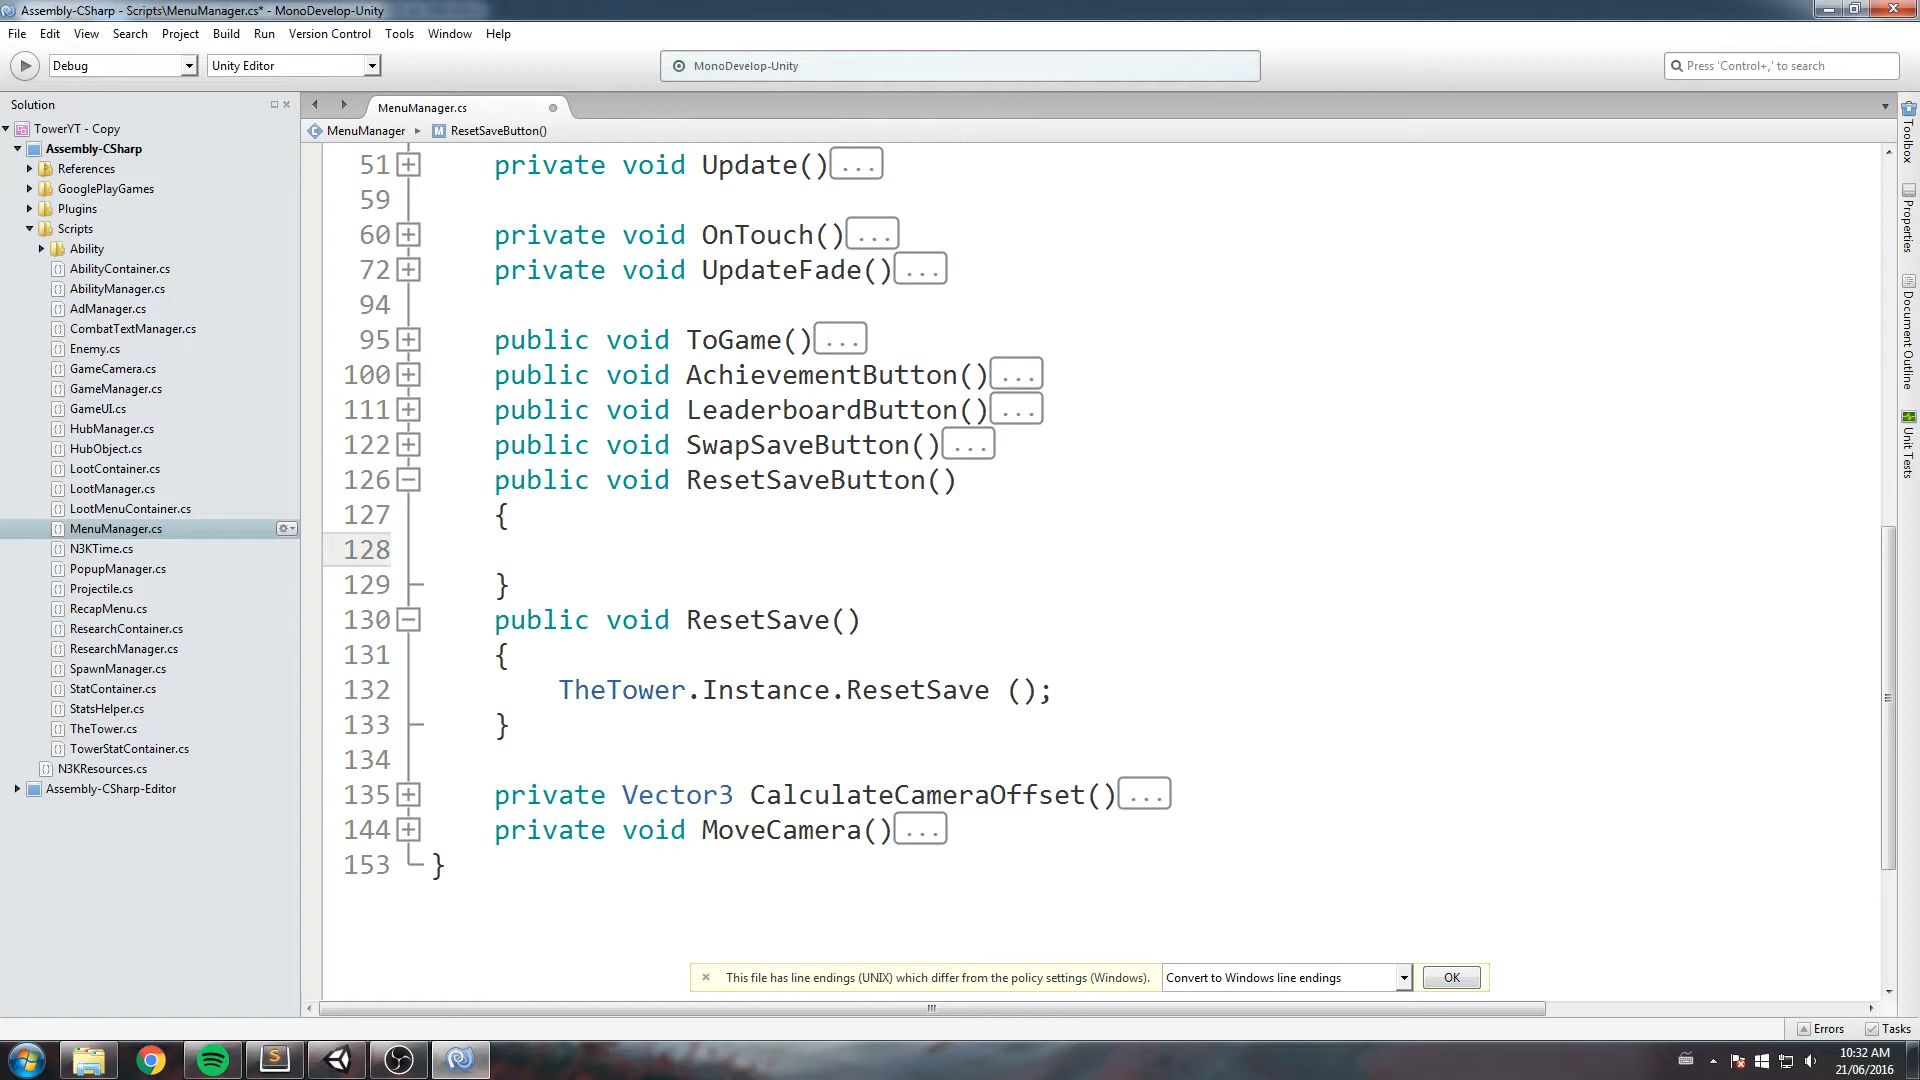 Assembly-CSharp - Scripts\MenuManager.cs* - MonoDevelop-Unity
File Edit View Search Project Build Run Version Control Tools Window Help
Debug Unity Editor MonoDevelop-Unity Press 'Control+,' to search
Solution
TowerYT - Copy
Assembly-CSharp
References
GooglePlayGames
Plugins
Scripts
Ability
AbilityContainer.cs
AbilityManager.cs
AdManager.cs
CombatTextManager.cs
Enemy.cs
GameCamera.cs
GameManager.cs
GameUI.cs
HubManager.cs
HubObject.cs
LootContainer.cs
LootManager.cs
LootMenuContainer.cs
MenuManager.cs
N3KTime.cs
PopupManager.cs
Projectile.cs
RecapMenu.cs
ResearchContainer.cs
ResearchManager.cs
SpawnManager.cs
StatContainer.cs
StatsHelper.cs
TheTower.cs
TowerStatContainer.cs
N3KResources.cs
Assembly-CSharp-Editor
MenuManager.cs
MenuManager ResetSaveButton()
51 private void Update()...
59
60 private void OnTouch()...
72 private void UpdateFade()...
94
95 public void ToGame()...
100 public void AchievementButton()...
111 public void LeaderboardButton()...
122 public void SwapSaveButton()...
126 public void ResetSaveButton()
127 {
128
129 }
130 public void ResetSave()
131 {
132 TheTower.Instance.ResetSave ();
133 }
134
135 private Vector3 CalculateCameraOffset()...
144 private void MoveCamera()...
153 }
This file has line endings (UNIX) which differ from the policy settings (Windows). Convert to Windows line endings OK
Toolbox
Properties
Document Outline
Unit Tests
Errors Tasks
10:32 AM
21/06/2016